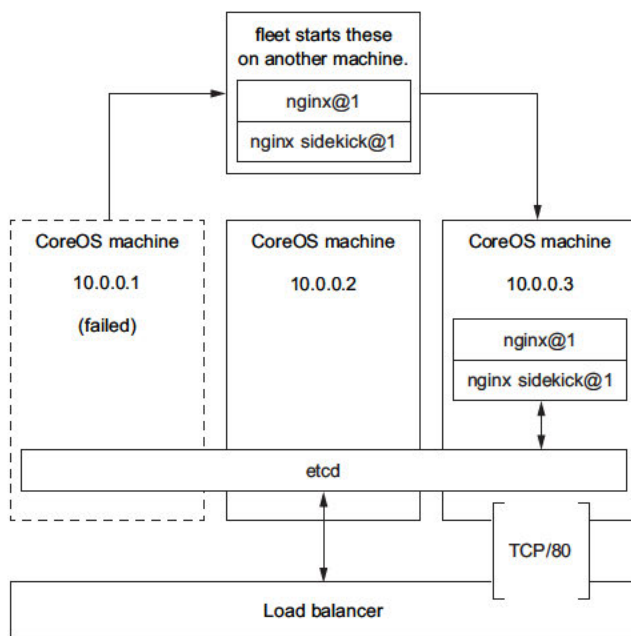 fleet starts these
on another machine.
nginx@1
nginx sidekick@1
CoreOS machine
10.0.0.1
(failed)
CoreOS machine
10.0.0.2
CoreOS machine
10.0.0.3
nginx@1
nginx sidekick@1
etcd
TCP/80
Load balancer